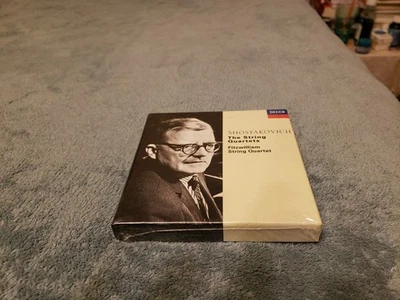 DECCA
SHOSTAKOVICH
The String
Quartets
Fitzwilliam
String Quartet